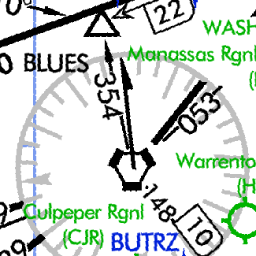 22
WASH
Manassas Rgnl
BLUES
354
053
Warrento
(H
148
10
Culpeper Rgnl
(CJR)
BUTRZ